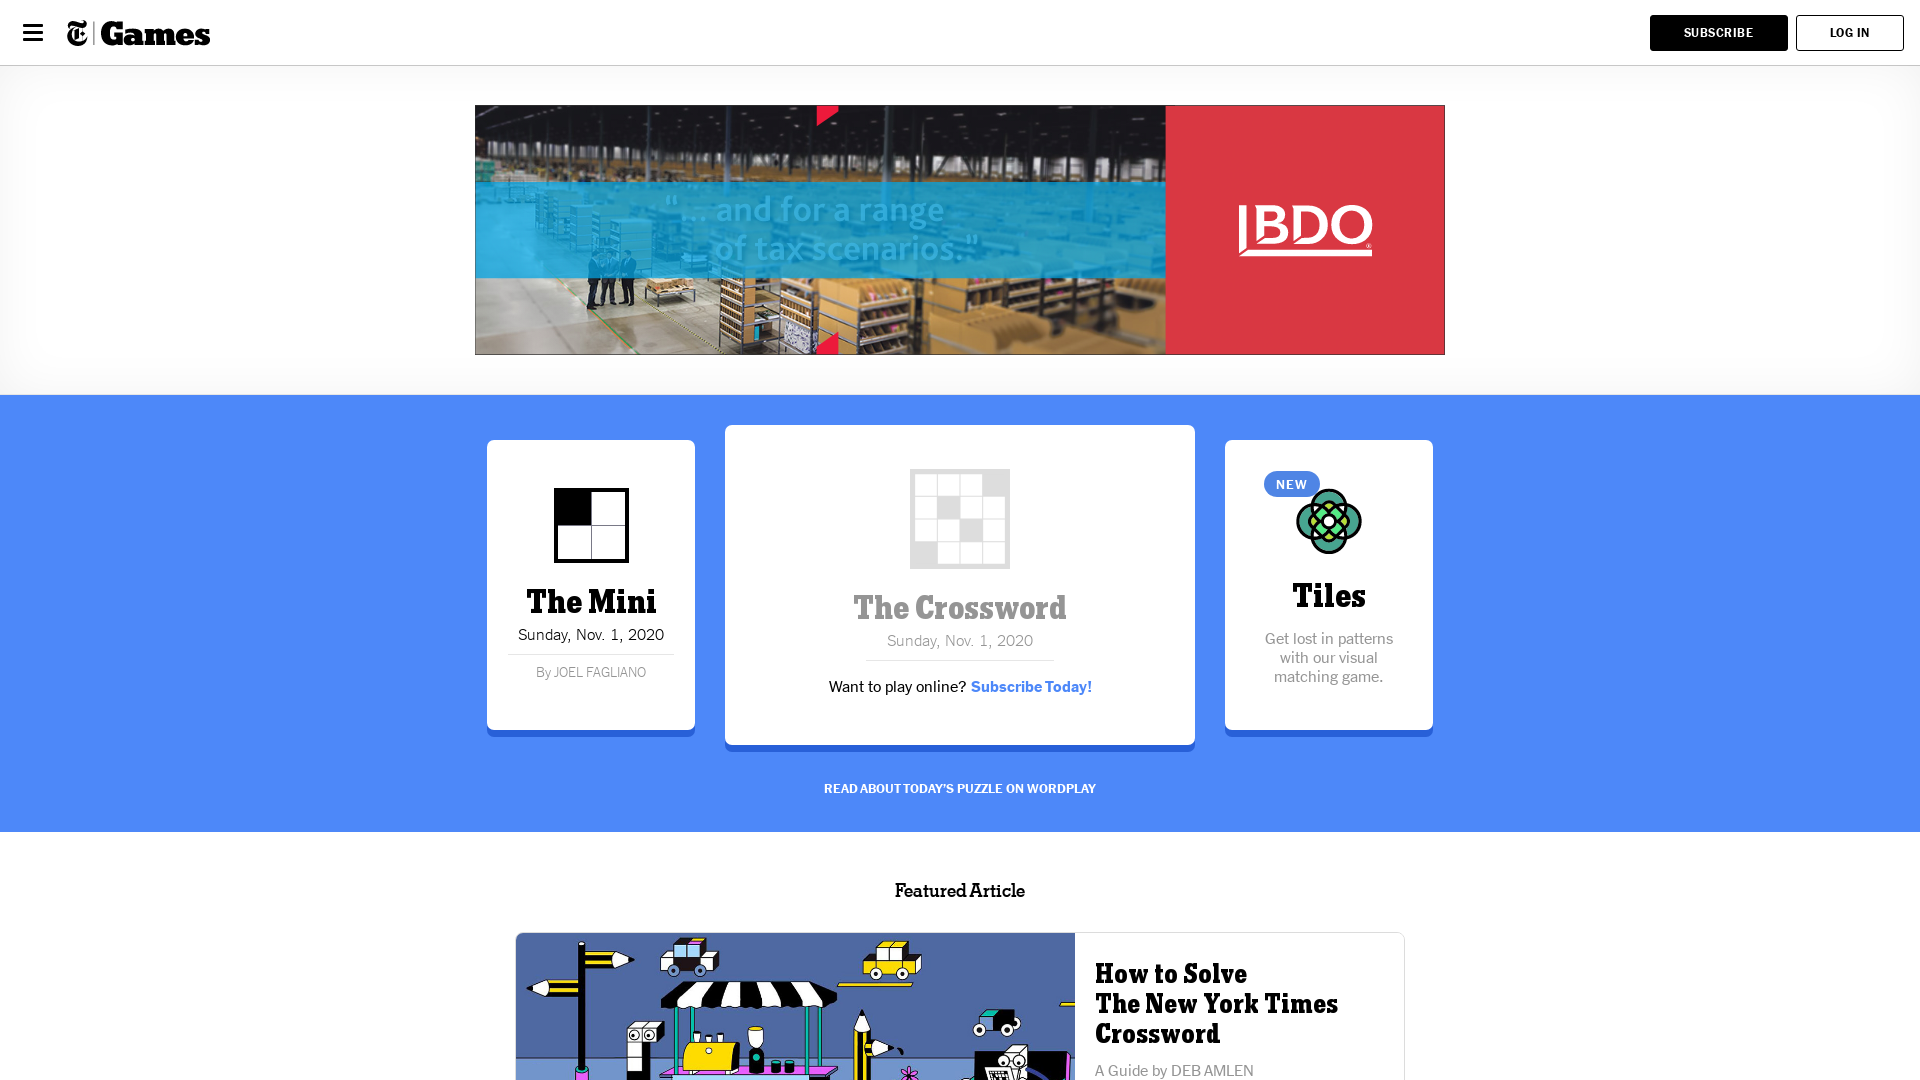 T Games
SUBSCRIBE
LOG IN
"... and for a range
of tax scenarios."
BDO
®
The Mini
Sunday, Nov. 1, 2020
By JOEL FAGLIANO
The Crossword
Sunday, Nov. 1, 2020
Want to play online? Subscribe Today!
NEW
Tiles
Get lost in patterns
with our visual
matching game.
READ ABOUT TODAY'S PUZZLE ON WORDPLAY
Featured Article
How to Solve
The New York Times
Crossword
A Guide by DEB AMLEN